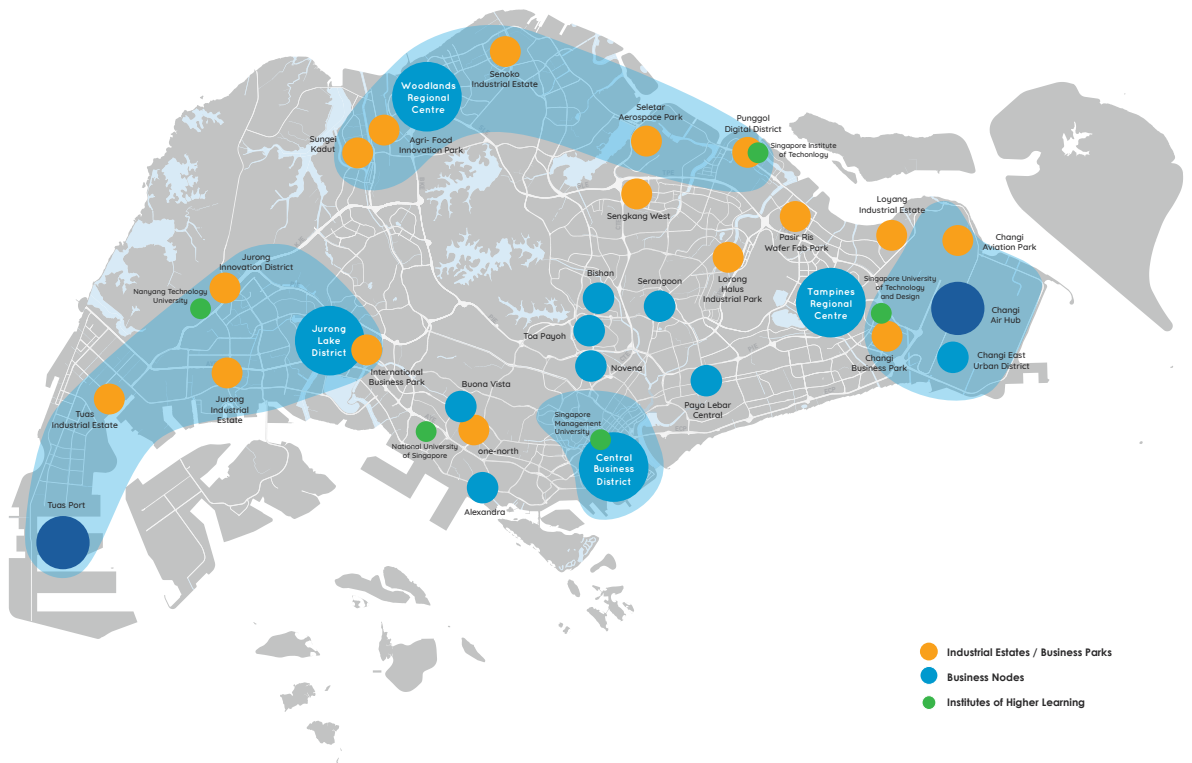 Woodlands
Regional
Centre
Senoko
Industrial Estate
Sungei
Kadut
Agri- Food
Innovation Park
Seletar
Aerospace Park
Punggol
Digital District
Singapore Institute
of Techonlogy
Sengkang West
Pasir Ris
Wafer Fab Park
Loyang
Industrial Estate
Changi
Aviation Park
Jurong
Innovation District
Nanyang Technology
University
Bishan
Serangoon
Lorong
Halus
Industrial Park
Tampines
Regional
Centre
Singapore University
of Technology
and Design
Changi
Air Hub
Jurong
Lake
District
Toa Payoh
International
Business Park
Novena
Changi
Business Park
Changi East
Urban District
Buona Vista
Paya Lebar
Central
Tuas
Industrial Estate
Jurong
Industrial
Estate
Singapore
Management
University
National University
of Singapore
one-north
Central
Business
District
Alexandra
Tuas Port
Industrial Estates / Business Parks
Business Nodes
Institutes of Higher Learning